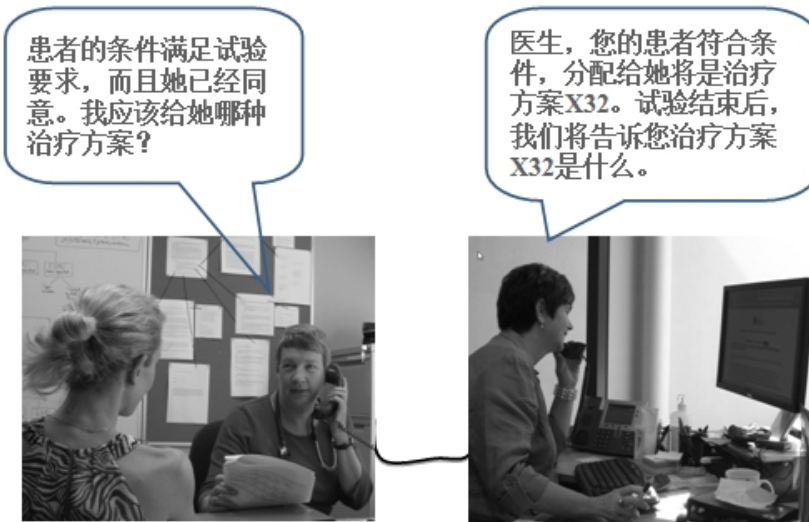 患者的条件满足试验
要求，而且她已经同
意。我应该给她哪种
治疗方案？
医生，您的患者符合条
件，分配给她将是治疗
方案X32。试验结束后，
我们将告诉您治疗方案
X32是什么。